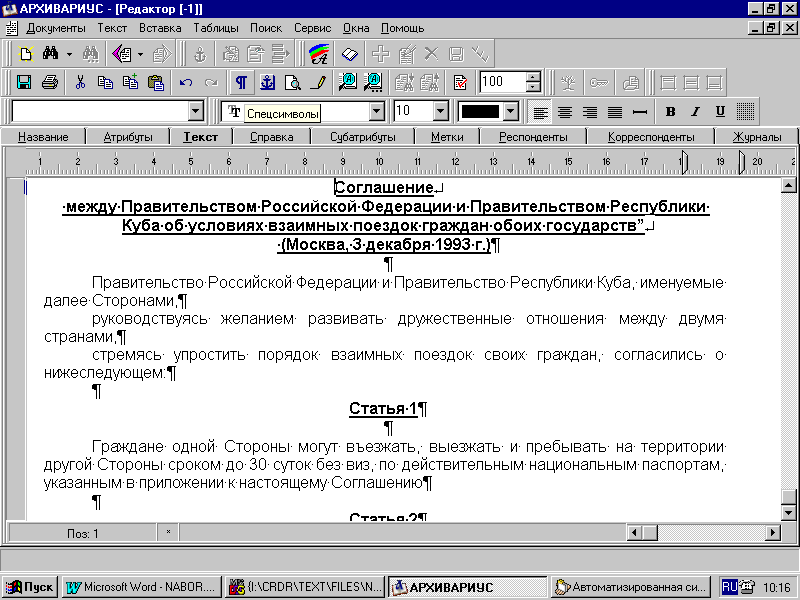 АРХИВАРИУС - [Редактор [-1]]
Документы Текст Вставка Таблицы Поиск Сервис Окна Помощь
100
Спецсимволы 10 B I U
Название Атрибуты Текст Справка Субатрибуты Метки Респонденты Корреспонденты Журналы
1 2 3 4 5 6 7 8 9 10 11 12 13 14 15 16 17 19 20
Соглашение
·между·Правительством·Российской·Федерации·и·Правительством·Республики·
Куба·об·условиях·взаимных·поездок·граждан·обоих·государств”
·(Москва,·3·декабря·1993·г.)¶
¶
Правительство·Российской·Федерации·и·Правительство·Республики·Куба,·именуемые·
далее·Сторонами,¶
руководствуясь· желанием· развивать· дружественные· отношения· между· двумя·
странами,¶
стремясь· упростить· порядок· взаимных· поездок· своих· граждан,· согласились· о·
нижеследующем:¶
¶
Статья·1¶
¶
Граждане· одной· Стороны· могут· въезжать,· выезжать· и· пребывать· на· территории·
другой·Стороны·сроком·до·30·суток·без·виз,·по·действительным·национальным·паспортам,·
указанным·в·приложении·к·настоящему·Соглашению¶
¶
Статья·2¶
Поз: 1 *
Пуск Microsoft Word - NABOR.... {I:\CRDR\TEXT\FILES\N... АРХИВАРИУС Автоматизированная си... RU 10:16